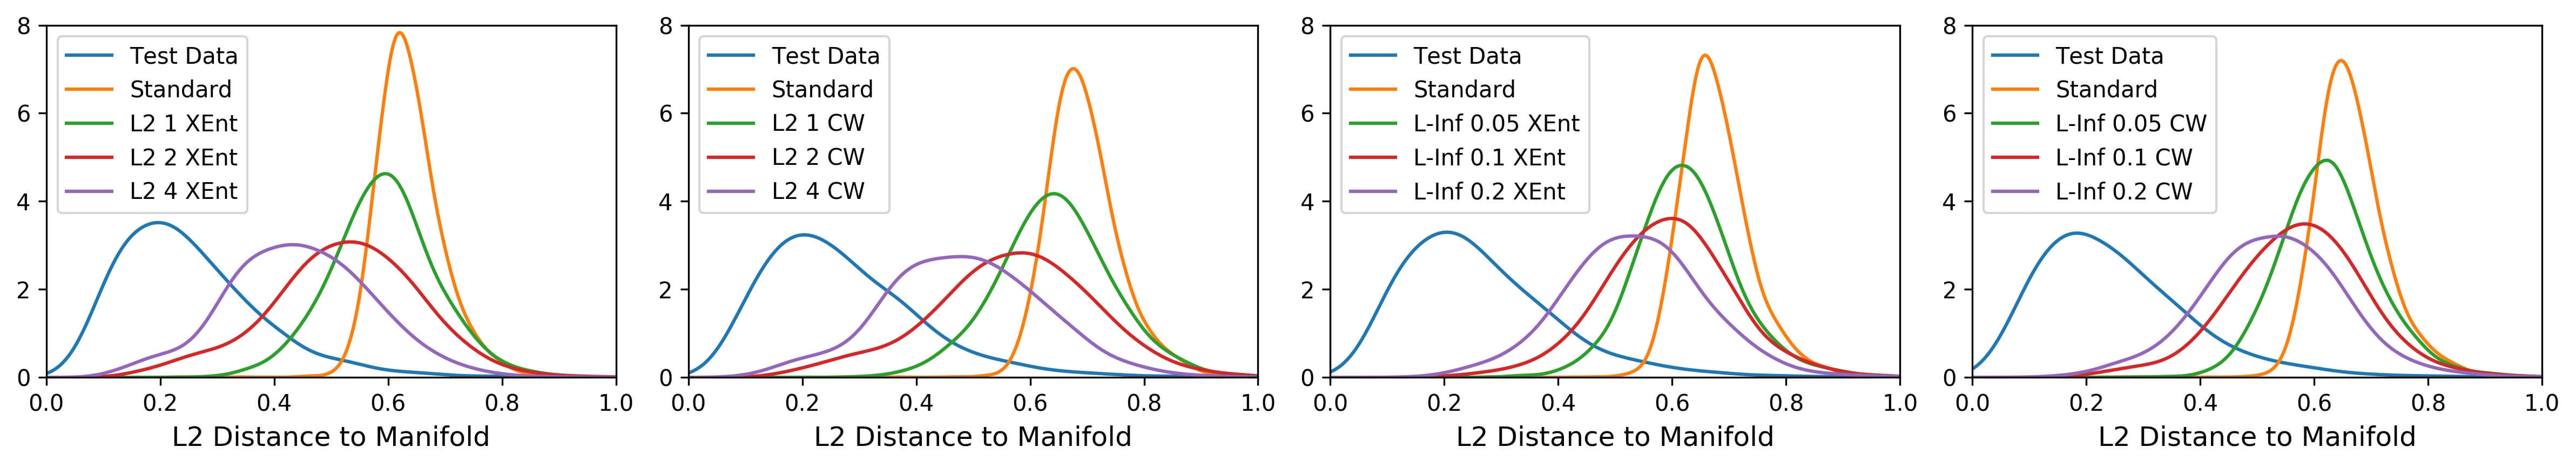 8
6
4
2
0
Test Data
Standard
L2 1 XEnt
L2 2 XEnt
L2 4 XEnt
0.0 0.2 0.4 0.6 0.8 1.0
L2 Distance to Manifold
8
6
4
2
0
Test Data
Standard
L2 1 CW
L2 2 CW
L2 4 CW
0.0 0.2 0.4 0.6 0.8 1.0
L2 Distance to Manifold
8
6
4
2
0
Test Data
Standard
L-Inf 0.05 XEnt
L-Inf 0.1 XEnt
L-Inf 0.2 XEnt
0.0 0.2 0.4 0.6 0.8 1.0
L2 Distance to Manifold
8
6
4
2
0
Test Data
Standard
L-Inf 0.05 CW
L-Inf 0.1 CW
L-Inf 0.2 CW
0.0 0.2 0.4 0.6 0.8 1.0
L2 Distance to Manifold